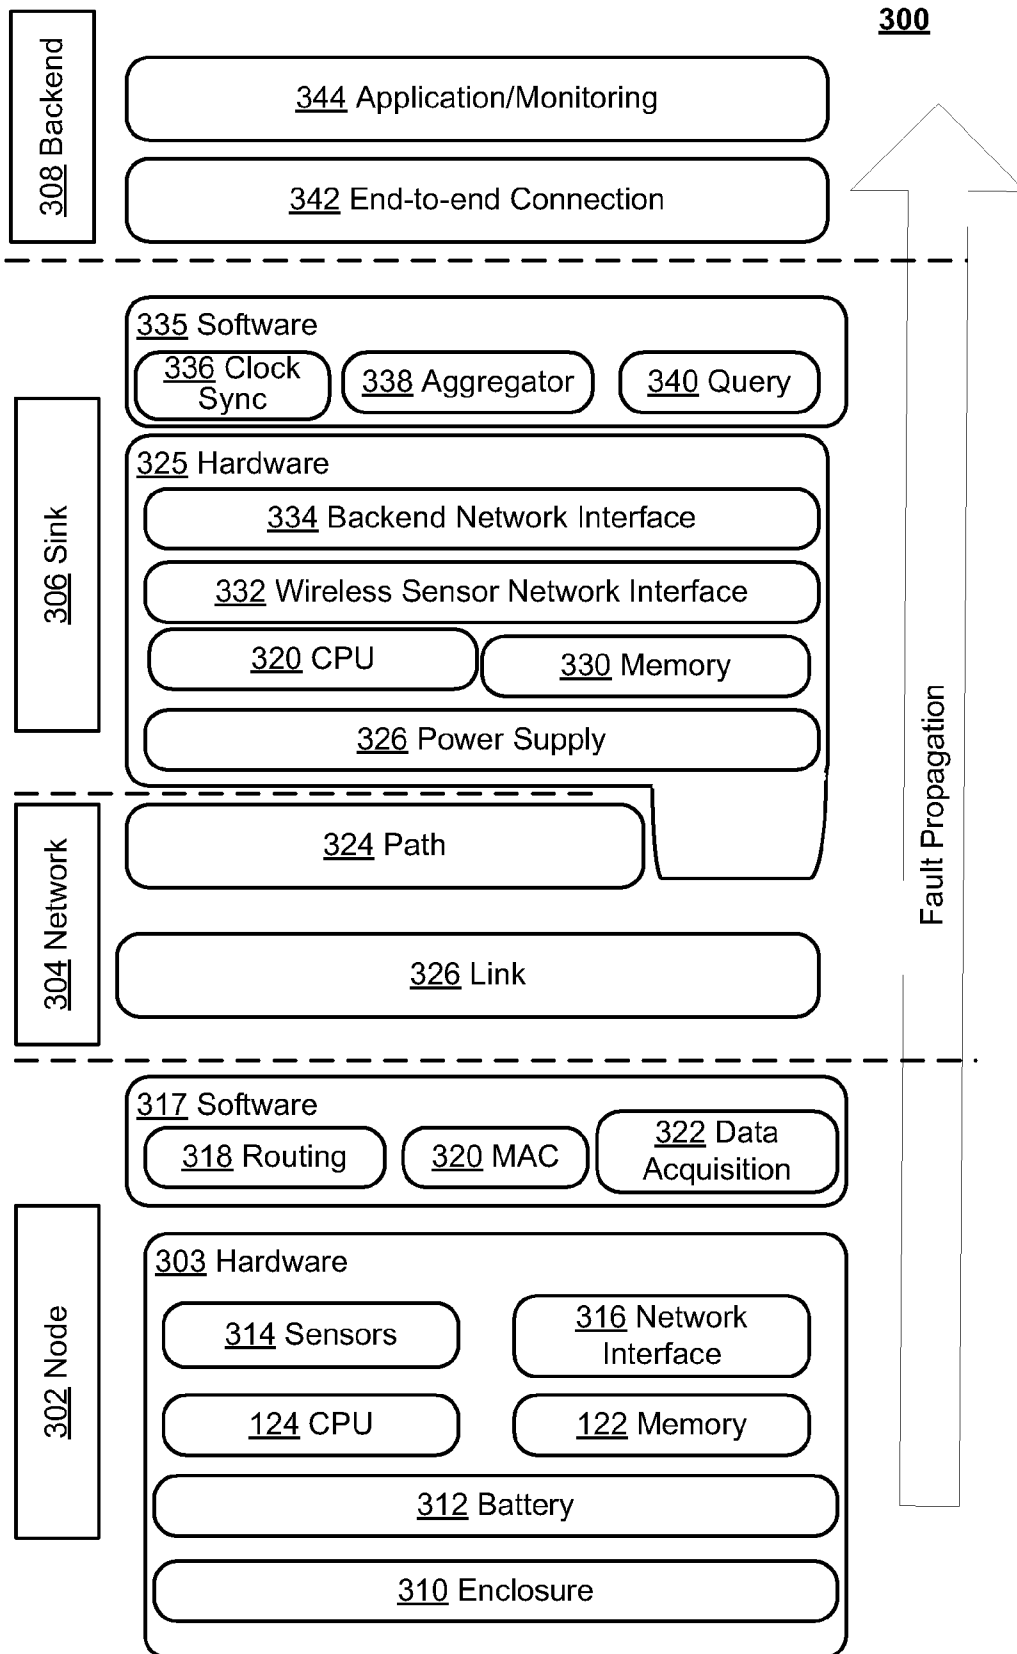 300
308 Backend
344 Application/Monitoring
342 End-to-end Connection
306 Sink
335 Software
336 Clock
Sync
338 Aggregator
340 Query
325 Hardware
334 Backend Network Interface
332 Wireless Sensor Network Interface
320 CPU
330 Memory
326 Power Supply
304 Network
324 Path
326 Link
Fault Propagation
302 Node
317 Software
318 Routing
320 MAC
322 Data
Acquisition
303 Hardware
314 Sensors
316 Network
Interface
124 CPU
122 Memory
312 Battery
310 Enclosure